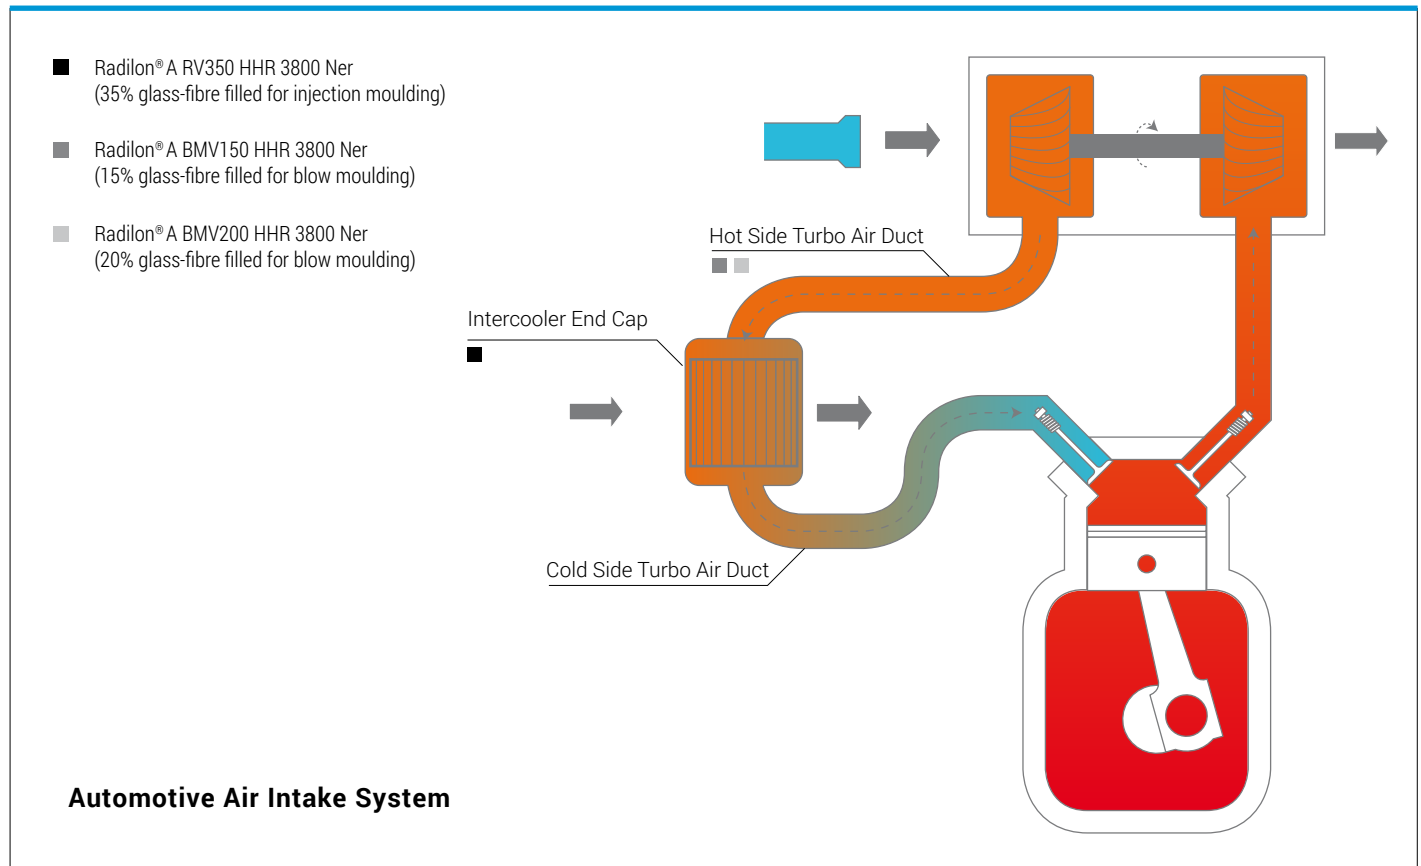 Radilon® A RV350 HHR 3800 Ner
(35% glass-fibre filled for injection moulding)
Radilon® A BMV150 HHR 3800 Ner
(15% glass-fibre filled for blow moulding)
Radilon® A BMV200 HHR 3800 Ner
(20% glass-fibre filled for blow moulding)
Hot Side Turbo Air Duct
Intercooler End Cap
Cold Side Turbo Air Duct
Automotive Air Intake System